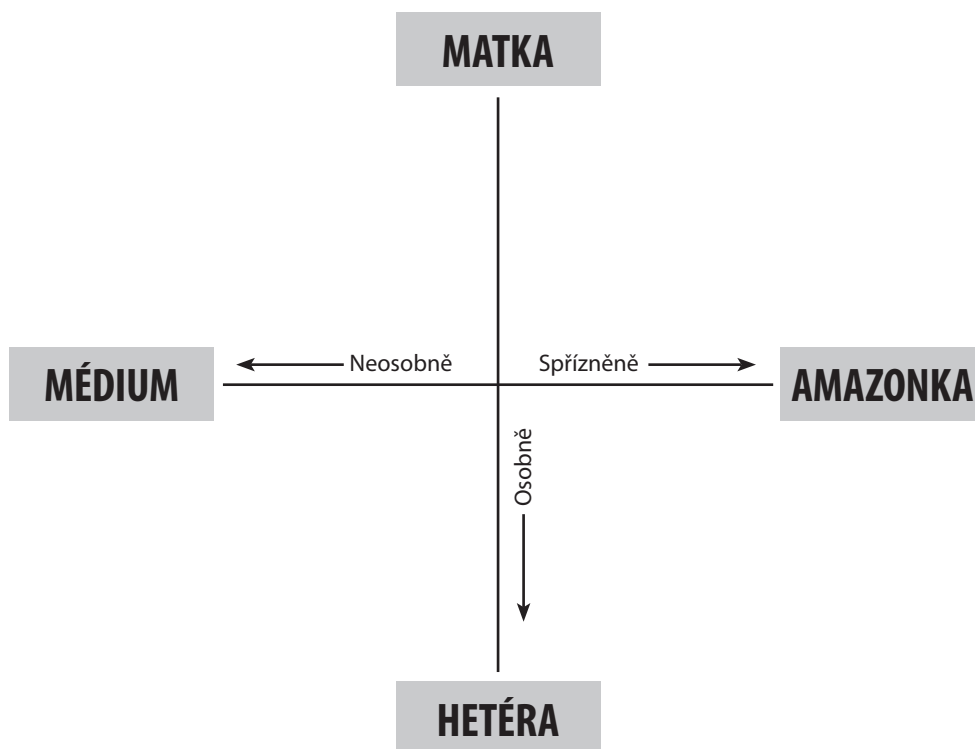 MATKA
Neosobně
Spřízněně
MÉDIUM
AMAZONKA
Osobně
HETÉRA